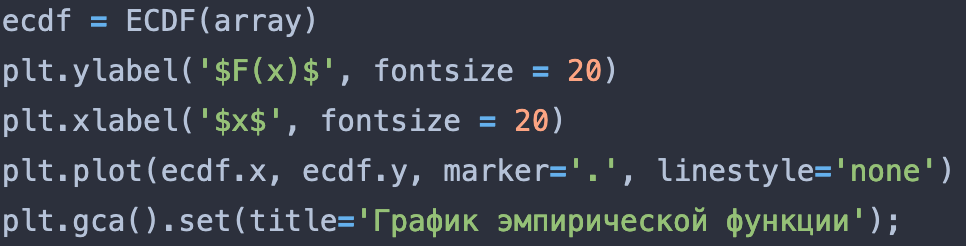 ecdf = ECDF(array)
plt.ylabel('$F(x)$', fontsize = 20)
plt.xlabel('$x$', fontsize = 20)
plt.plot(ecdf.x, ecdf.y, marker='.', linestyle='none')
plt.gca().set(title='График эмпирической функции');